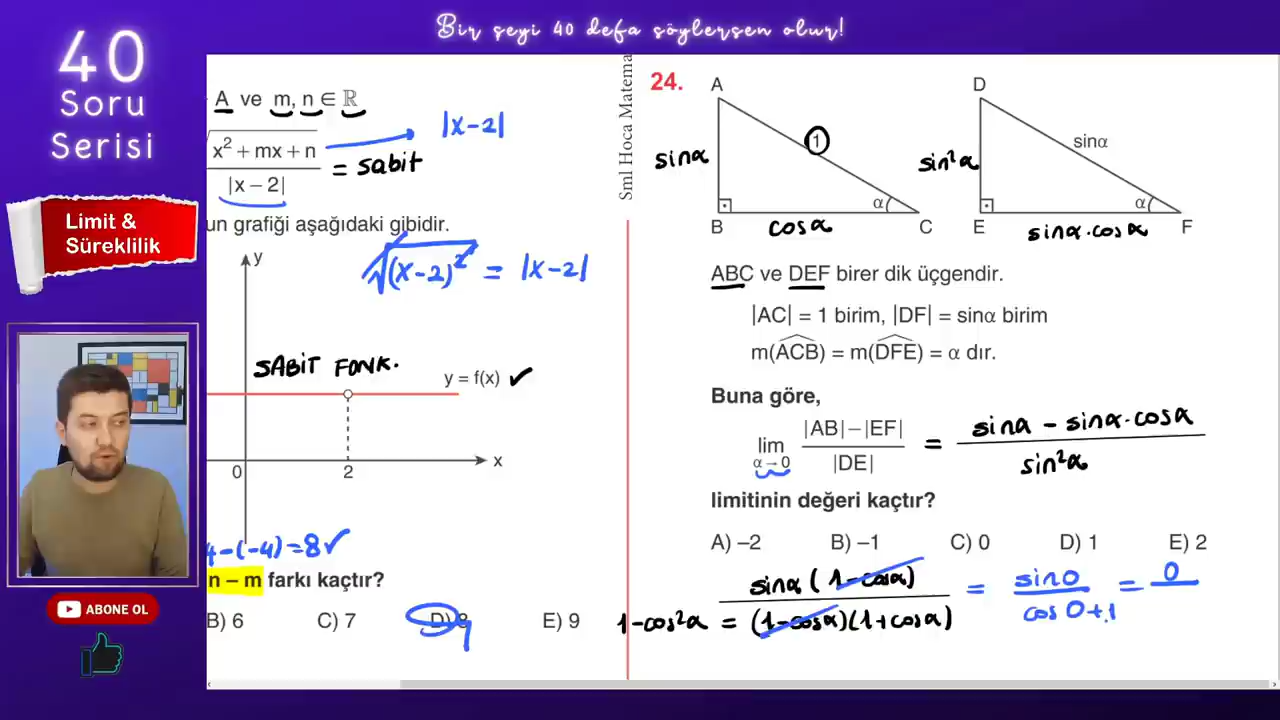 Bir şeyi 40 defa söylersen olur!
40
Soru
Serisi
Limit &
Süreklilik
ABONE OL
A ve m, n ∈ ℝ
√x² + mx + n / |x − 2| = sabit
|x-2|
un grafiği aşağıdaki gibidir.
√(x-2)² = |x-2|
y
SABİT FONK.
y = f(x) ✓
0
2
x
4-(-4)=8 ✓
n – m farkı kaçtır?
B) 6 C) 7 D) 8 E) 9
Sml Hoca Matema
24.
A
sinα
1
α
B
cosα
C
D
sin²α
sinα
α
E
sinα.cosα
F
ABC ve DEF birer dik üçgendir.
|AC| = 1 birim, |DF| = sinα birim
m(ACB) = m(DFE) = α dır.
Buna göre,
lim α→0 |AB|−|EF| / |DE| = sinα - sinα.cosα / sin²α
limitinin değeri kaçtır?
A) –2 B) –1 C) 0 D) 1 E) 2
sinα (1-cosα) = sin0 / cos0+1 = 0
1-cos²α = (1-cosα)(1+cosα)